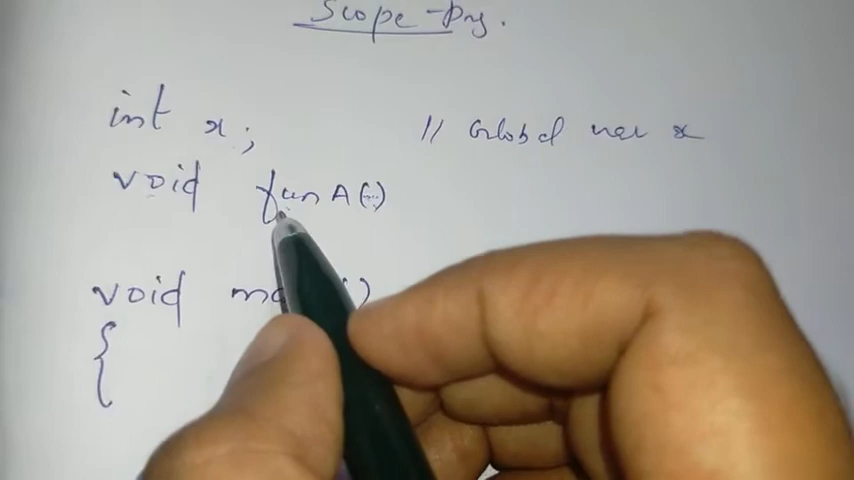 Scope - Prg.
int x;
// Global var x
void funA(..)
void ma )
{